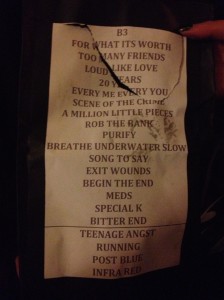 B3
FOR WHAT ITS WORTH
TOO MANY FRIENDS
LOUD LIKE LOVE
20 YEARS
EVERY ME EVERY YOU
SCENE OF THE CRIME
A MILLION LITTLE PIECES
ROB THE BANK
PURIFY
BREATHE UNDERWATER SLOW
SONG TO SAY
EXIT WOUNDS
BEGIN THE END
MEDS
SPECIAL K
BITTER END
TEENAGE ANGST
RUNNING
POST BLUE
INFRA RED